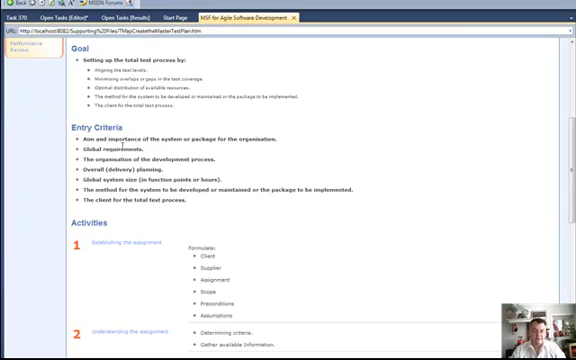 Back
MSDN Forums
Task 370
Open Tasks [Editor]*
Open Tasks [Results]
Start Page
MSF for Agile Software Development
URL: http://localhost:8082/Supporting%20Files/TMapCreatetheMasterTestPlan.htm
Performance
Review
Goal
Setting up the total test process by:
Aligning the test levels.
Minimising overlaps or gaps in the test coverage.
Optimal distribution of available resources.
The method for the system to be developed or maintained or the package to be implemented.
The client for the total test process.
Entry Criteria
Aim and importance of the system or package for the organisation.
Global requirements.
The organisation of the development process.
Overall (delivery) planning.
Global system size (in function points or hours).
The method for the system to be developed or maintained or the package to be implemented.
The client for the total test process.
Activities
1 Establishing the assignment
Formulate:
Client
Supplier
Assignment
Scope
Preconditions
Assumptions
2 Understanding the assignment
Determining criteria.
Gather available Information.